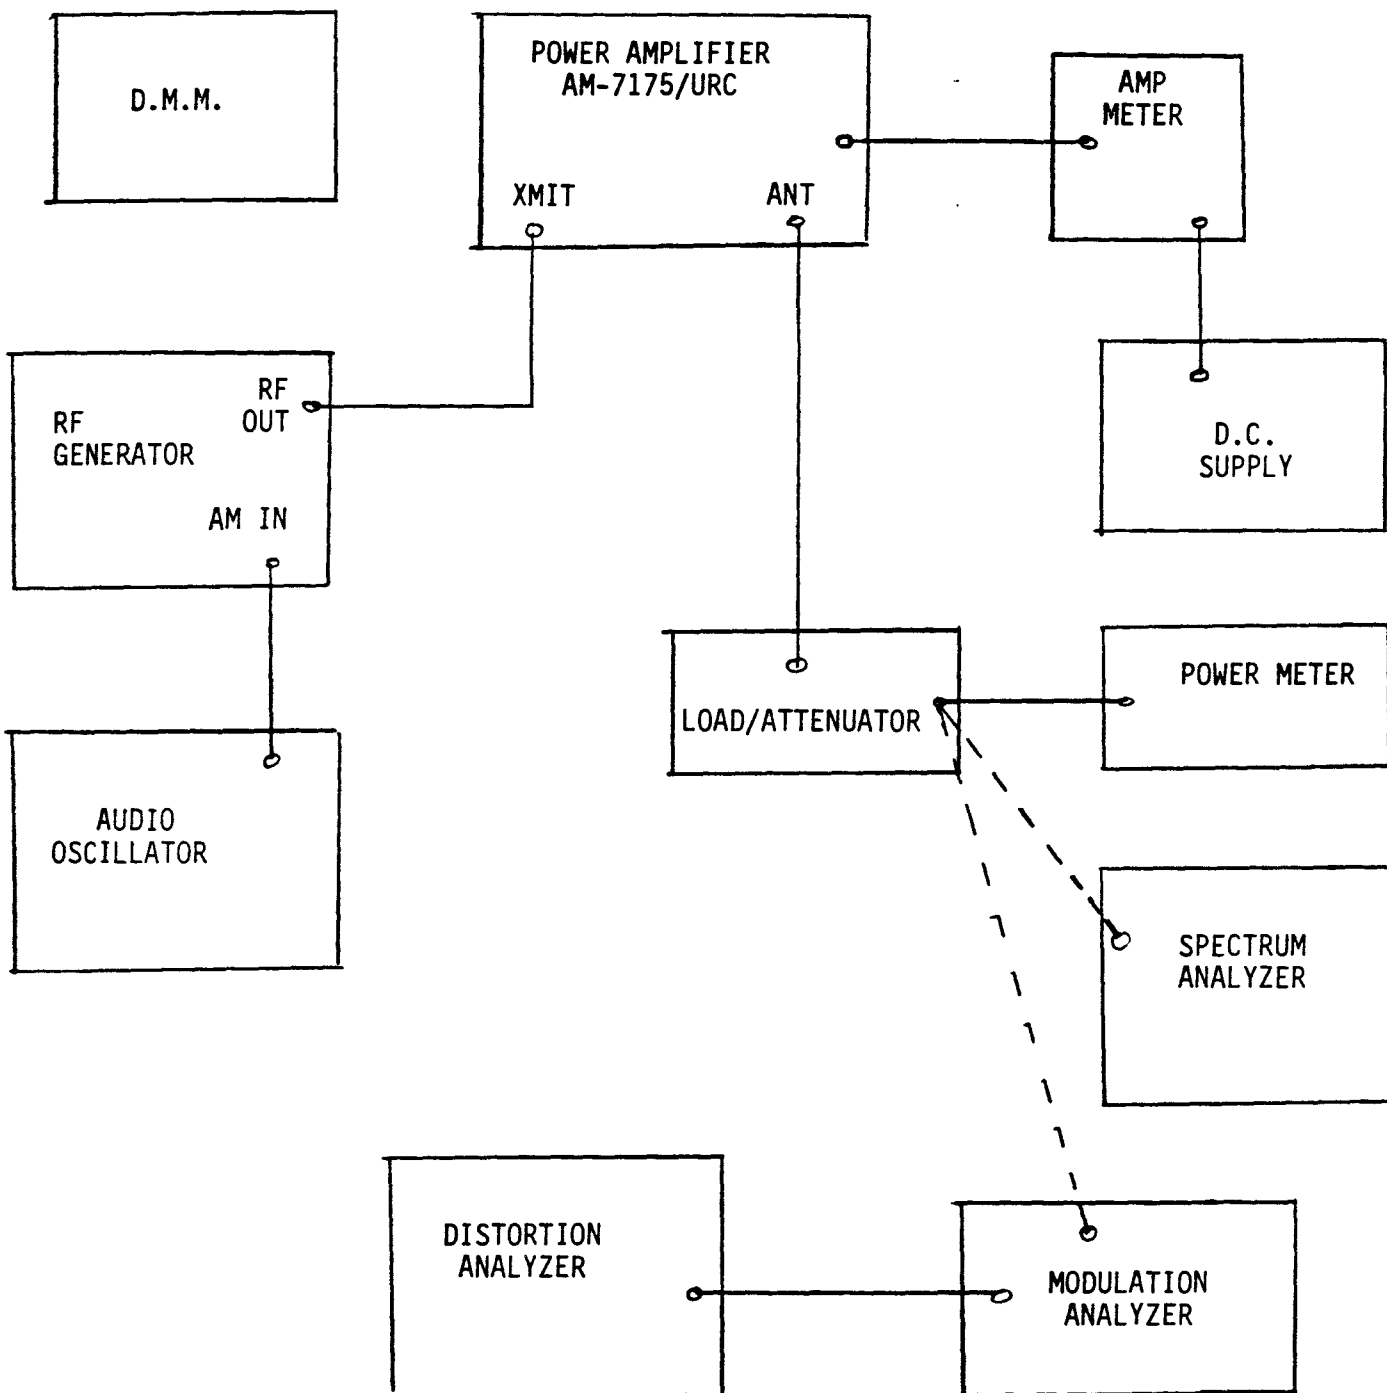 D.M.M.
POWER AMPLIFIER
AM-7175/URC
XMIT
ANT
AMP
METER
RF
OUT
RF
GENERATOR
AM IN
D.C.
SUPPLY
LOAD/ATTENUATOR
POWER METER
AUDIO
OSCILLATOR
SPECTRUM
ANALYZER
DISTORTION
ANALYZER
MODULATION
ANALYZER